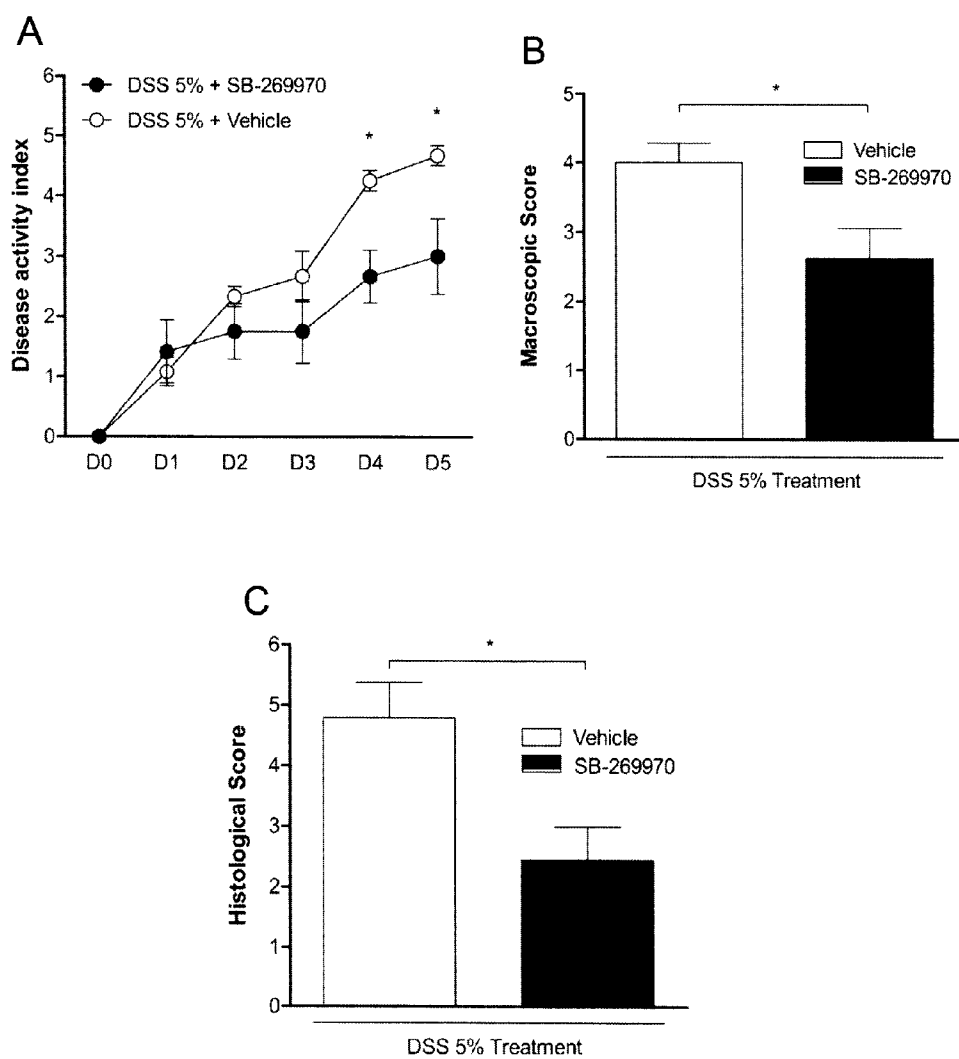 A
DSS 5% + SB-269970
DSS 5% + Vehicle
Disease activity index
6
5
4
3
2
1
0
* *
D0 D1 D2 D3 D4 D5
B
Macroscopic Score
5
4
3
2
1
0
*
Vehicle
SB-269970
DSS 5% Treatment
C
Histological Score
6
5
4
3
2
1
0
*
Vehicle
SB-269970
DSS 5% Treatment